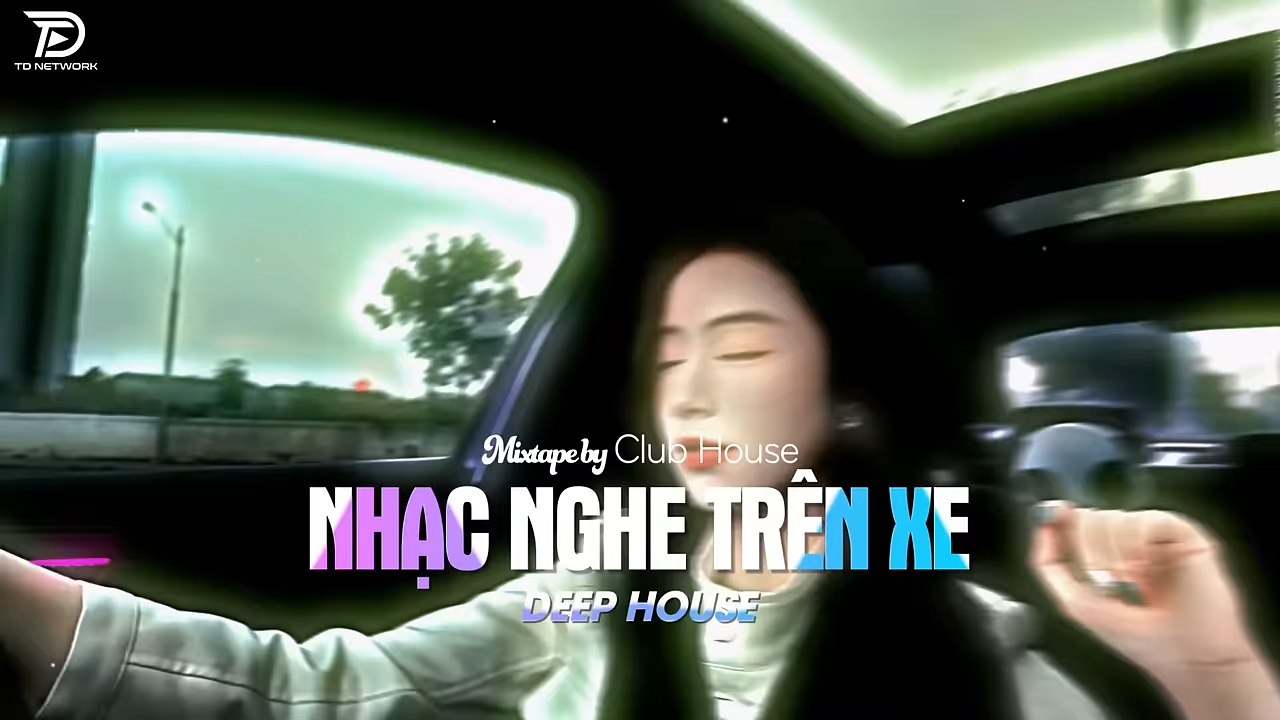 TD NETWORK
Mixtape by Club House
NHẠC NGHE TRÊN XE
DEEP HOUSE